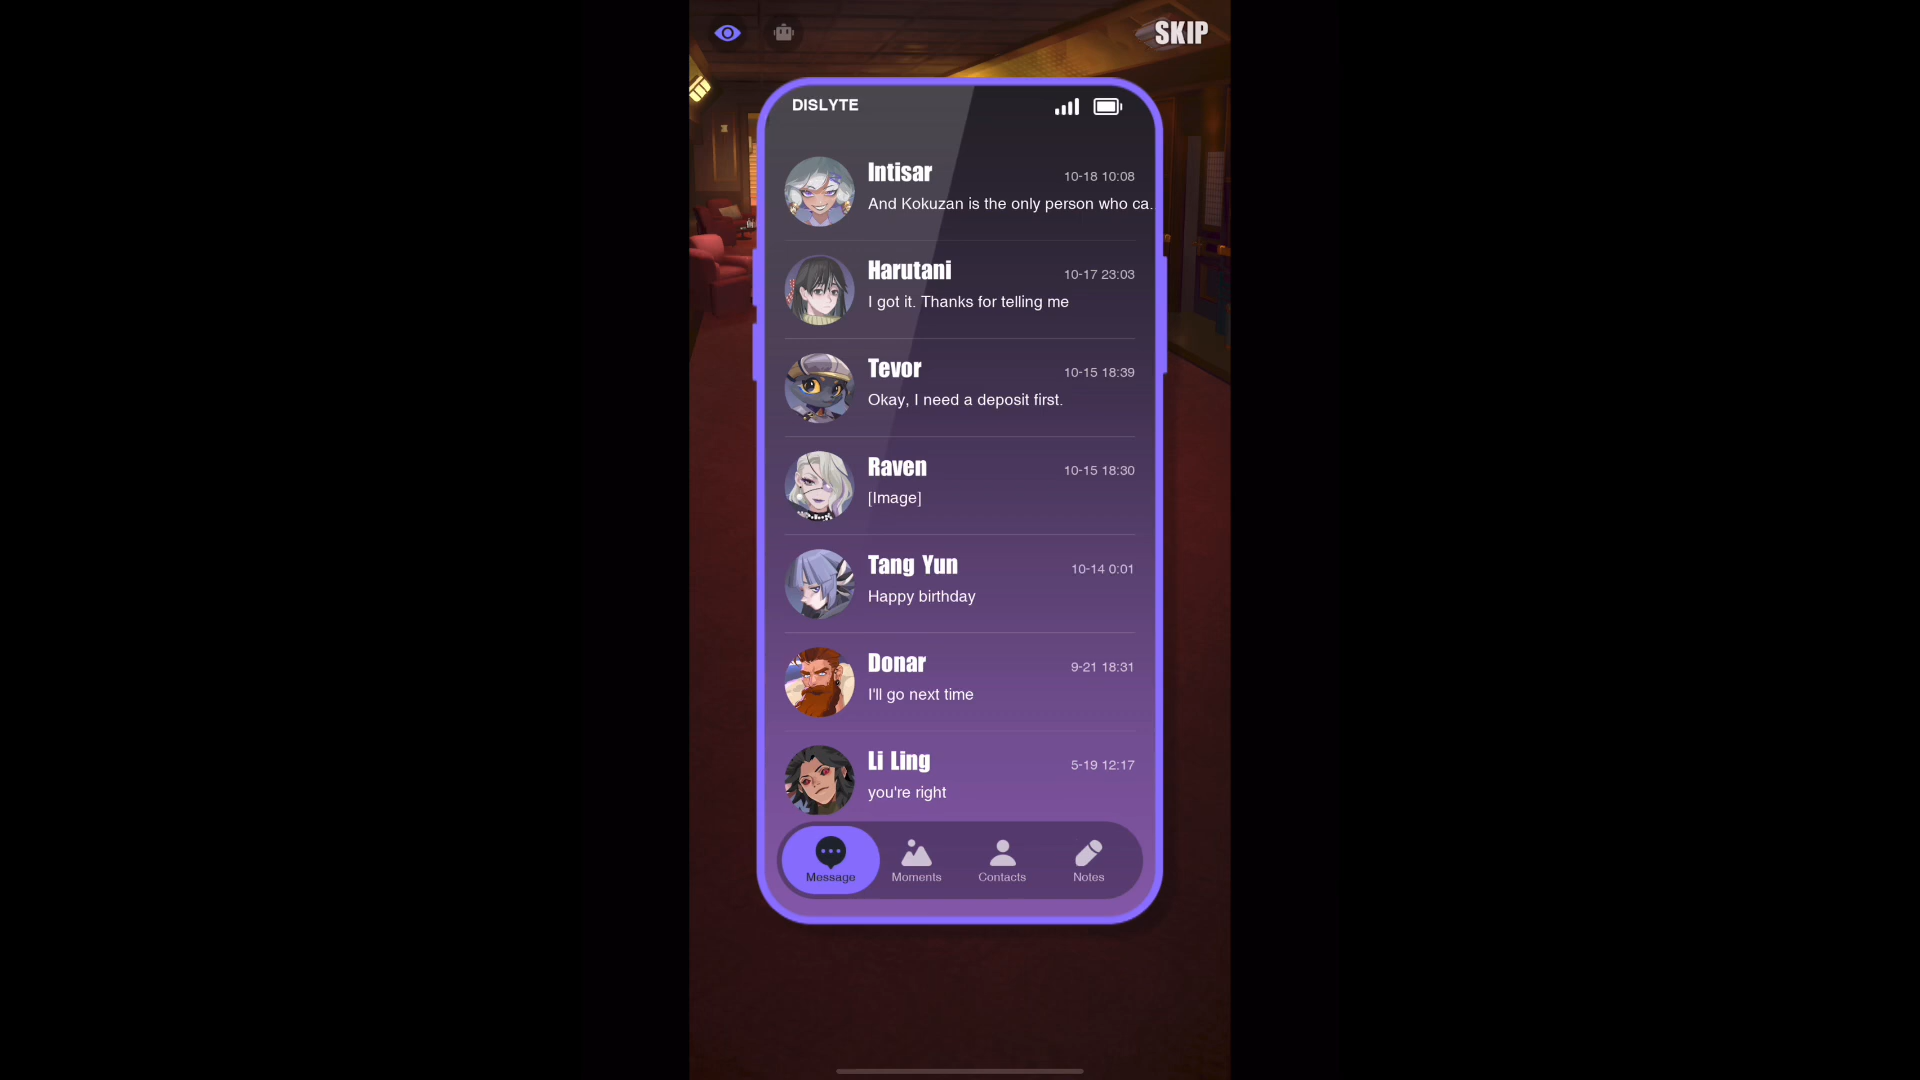 SKIP
DISLYTE
Intisar
10-18 10:08
And Kokuzan is the only person who ca..
Harutani
10-17 23:03
I got it. Thanks for telling me
Tevor
10-15 18:39
Okay, I need a deposit first.
Raven
10-15 18:30
[Image]
Tang Yun
10-14 0:01
Happy birthday
Donar
9-21 18:31
I'll go next time
Li Ling
5-19 12:17
you're right
Message
Moments
Contacts
Notes